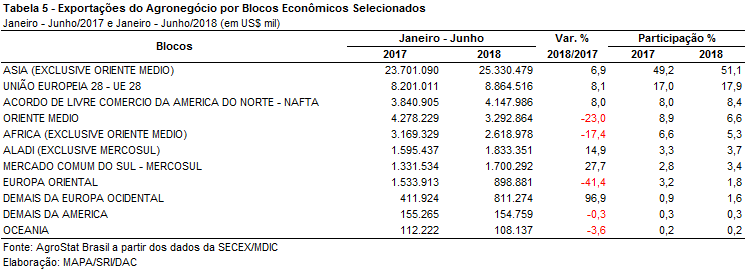 Tabela 5 - Exportações do Agronegócio por Blocos Econômicos Selecionados
Janeiro - Junho/2017 e Janeiro - Junho/2018 (em US$ mil)
Blocos Janeiro - Junho Var. % Participação %
2017 2018 2018/2017 2017 2018
ASIA (EXCLUSIVE ORIENTE MEDIO) 23.701.090 25.330.479 6,9 49,2 51,1
UNIÃO EUROPEIA 28 - UE 28 8.201.011 8.864.516 8,1 17,0 17,9
ACORDO DE LIVRE COMERCIO DA AMERICA DO NORTE - NAFTA 3.840.905 4.147.986 8,0 8,0 8,4
ORIENTE MEDIO 4.278.229 3.292.864 -23,0 8,9 6,6
AFRICA (EXCLUSIVE ORIENTE MEDIO) 3.169.329 2.618.978 -17,4 6,6 5,3
ALADI (EXCLUSIVE MERCOSUL) 1.595.437 1.833.351 14,9 3,3 3,7
MERCADO COMUM DO SUL - MERCOSUL 1.331.534 1.700.292 27,7 2,8 3,4
EUROPA ORIENTAL 1.533.913 898.881 -41,4 3,2 1,8
DEMAIS DA EUROPA OCIDENTAL 411.924 811.274 96,9 0,9 1,6
DEMAIS DA AMERICA 155.265 154.759 -0,3 0,3 0,3
OCEANIA 112.222 108.137 -3,6 0,2 0,2
Fonte: AgroStat Brasil a partir dos dados da SECEX/MDIC
Elaboração: MAPA/SRI/DAC